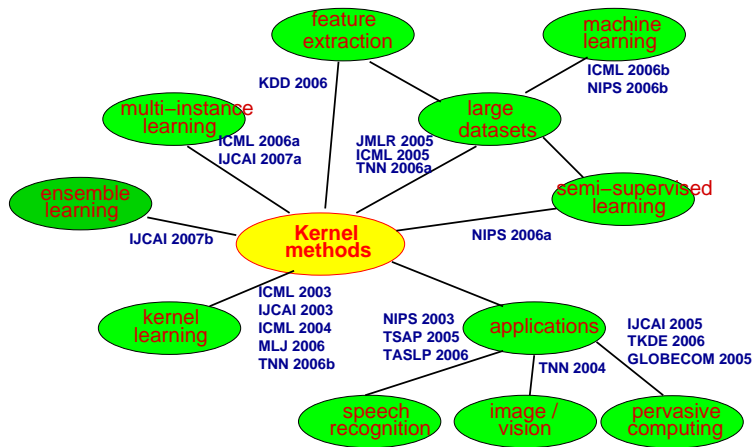 feature
extraction
machine
learning
ICML 2006b
NIPS 2006b
KDD 2006
multi−instance
learning
large
datasets
ICML 2006a
IJCAI 2007a
JMLR 2005
ICML 2005
TNN 2006a
ensemble
learning
semi−supervised
learning
IJCAI 2007b
Kernel
methods
NIPS 2006a
kernel
learning
ICML 2003
IJCAI 2003
ICML 2004
MLJ 2006
TNN 2006b
NIPS 2003
TSAP 2005
TASLP 2006
applications
IJCAI 2005
TKDE 2006
GLOBECOM 2005
TNN 2004
speech
recognition
image /
vision
pervasive
computing